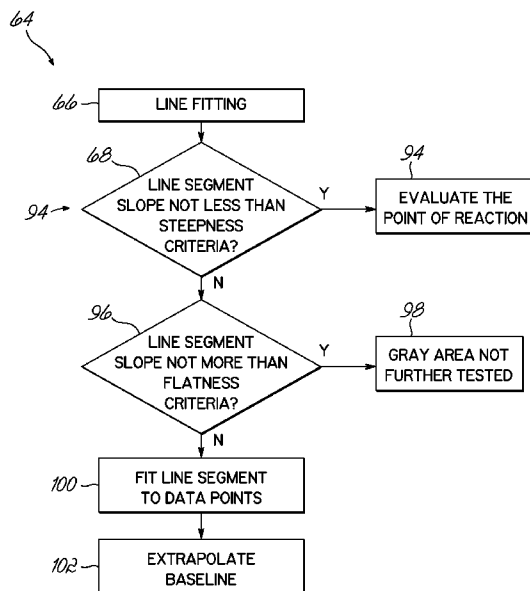 64
66
LINE FITTING
68
94
LINE SEGMENT
SLOPE NOT LESS THAN
STEEPNESS
CRITERIA?
Y
94
EVALUATE THE
POINT OF REACTION
N
96
LINE SEGMENT
SLOPE NOT MORE THAN
FLATNESS
CRITERIA?
Y
98
GRAY AREA NOT
FURTHER TESTED
N
100
FIT LINE SEGMENT
TO DATA POINTS
102
EXTRAPOLATE
BASELINE